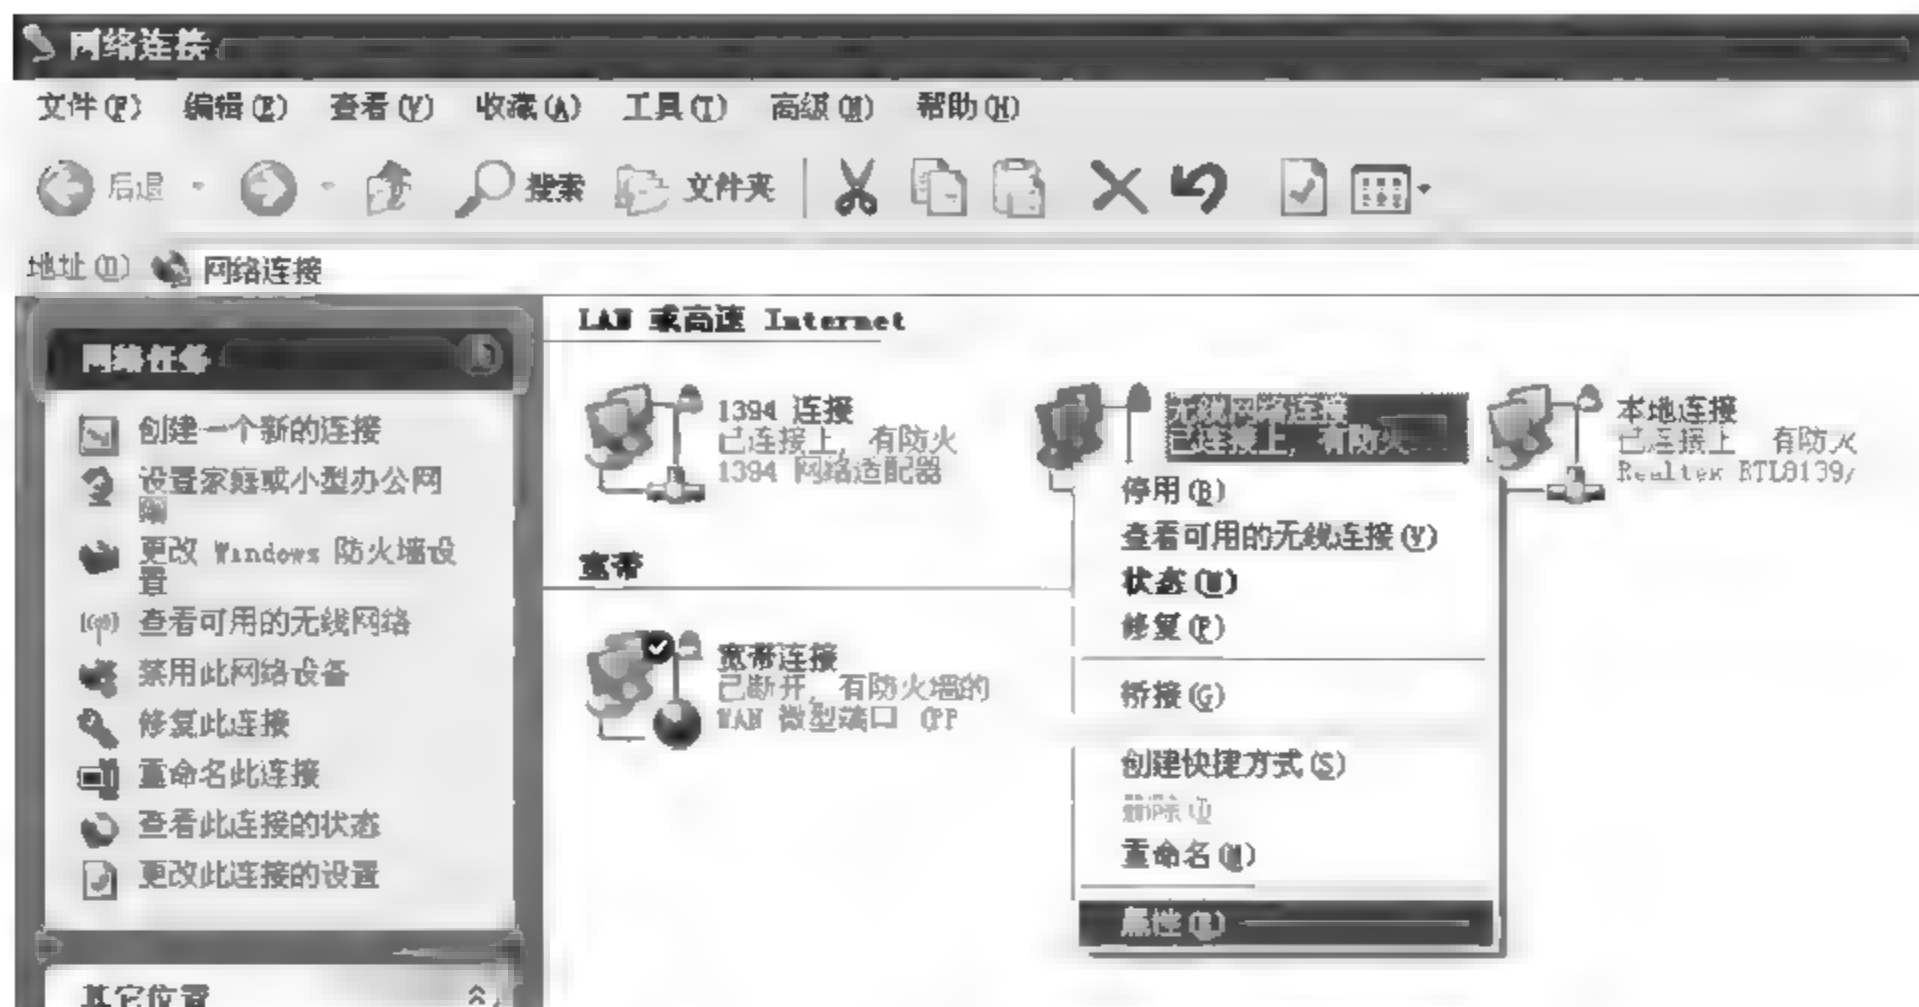 网络连接
文件(F) 编辑(E) 查看(V) 收藏(A) 工具(T) 高级(N) 帮助(H)
后退 搜索 文件夹
地址(D) 网络连接
网络任务
创建一个新的连接
设置家庭或小型办公网
络
更改 Windows 防火墙设
置
查看可用的无线网络
禁用此网络设备
修复此连接
重命名此连接
查看此连接的状态
更改此连接的设置
其它位置
LAN 或高速 Internet
1394 连接
已连接上，有防火
1394 网络适配器
无线网络连接
已连接上，有防火...
本地连接
已连接上 有防火
Realtek RTL8139/
宽带
宽带连接
已断开，有防火墙的
WAN 微型端口 (PP
停用(B)
查看可用的无线连接(V)
状态(U)
修复(P)
桥接(G)
创建快捷方式(S)
删除(D)
重命名(M)
属性(R)